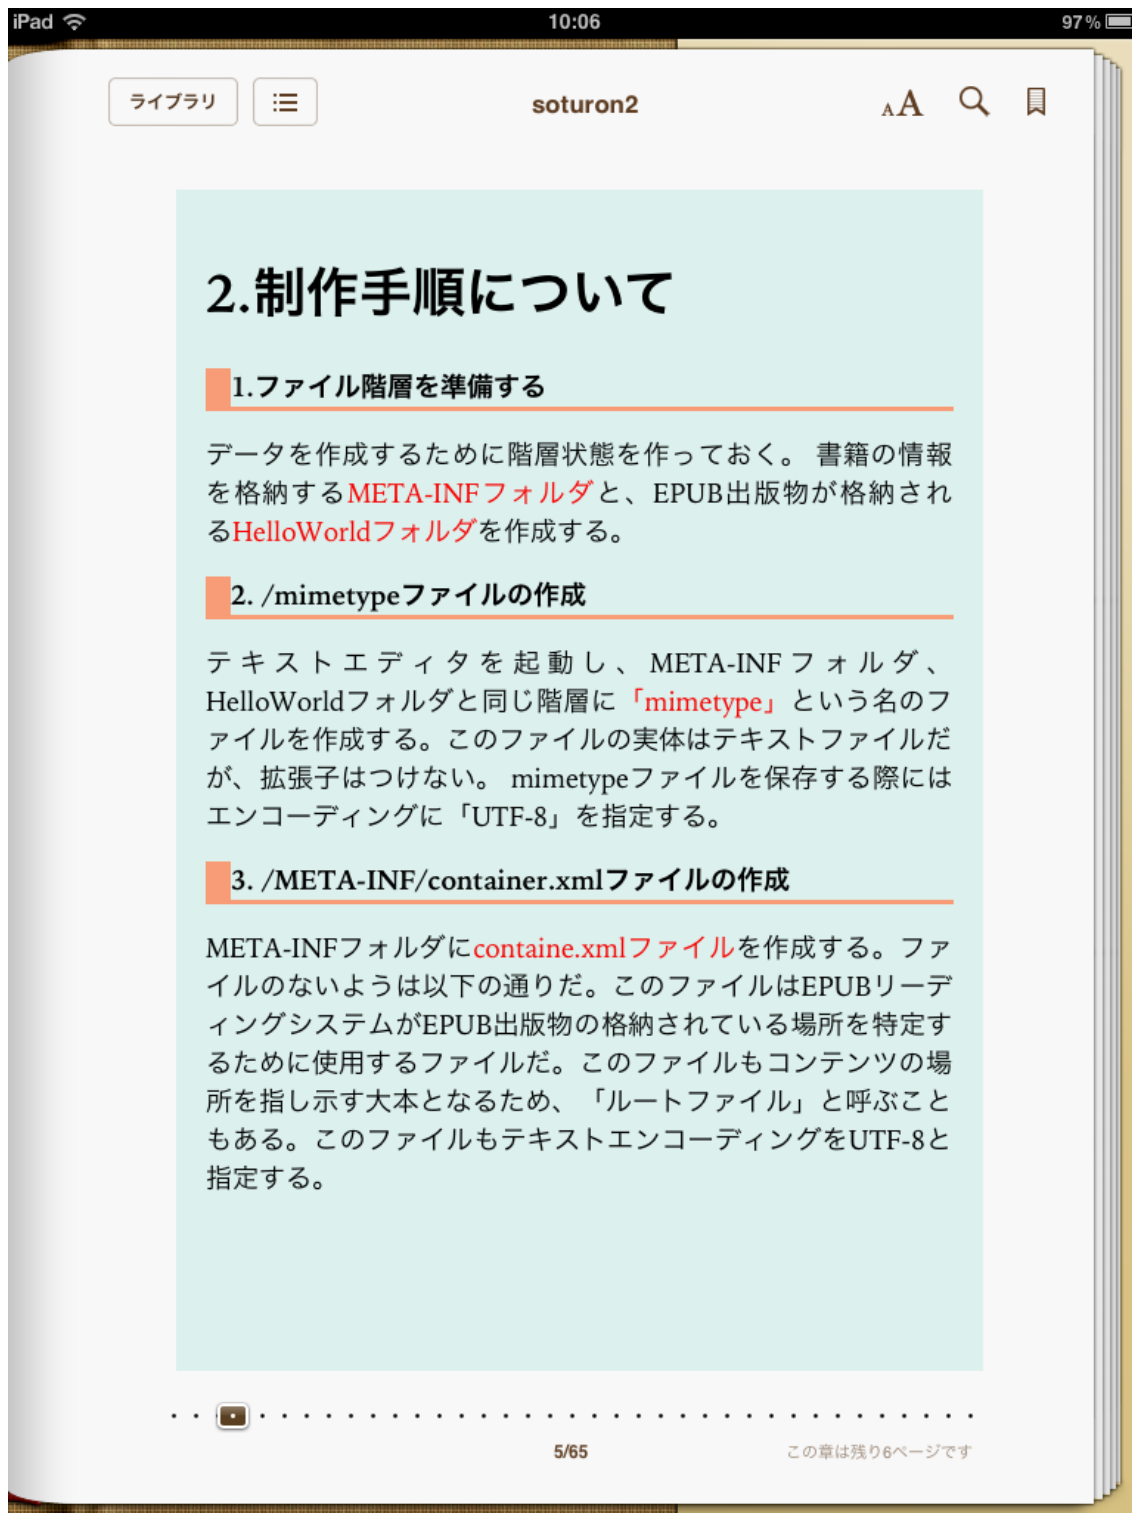 iPad 10:06 97%
ライブラリ soturon2 AA
2.制作手順について
1.ファイル階層を準備する
データを作成するために階層状態を作っておく。 書籍の情報
を格納するMETA-INFフォルダと、EPUB出版物が格納され
るHelloWorldフォルダを作成する。
2. /mimetypeファイルの作成
テキストエディタを起動し、META-INFフォルダ、
HelloWorldフォルダと同じ階層に「mimetype」という名のフ
ァイルを作成する。このファイルの実体はテキストファイルだ
が、拡張子はつけない。 mimetypeファイルを保存する際には
エンコーディングに「UTF-8」を指定する。
3. /META-INF/container.xmlファイルの作成
META-INFフォルダにcontaine.xmlファイルを作成する。ファ
イルのないようは以下の通りだ。このファイルはEPUBリーデ
ィングシステムがEPUB出版物の格納されている場所を特定す
るために使用するファイルだ。このファイルもコンテンツの場
所を指し示す大本となるため、「ルートファイル」と呼ぶこと
もある。このファイルもテキストエンコーディングをUTF-8と
指定する。
5/65 この章は残り6ページです